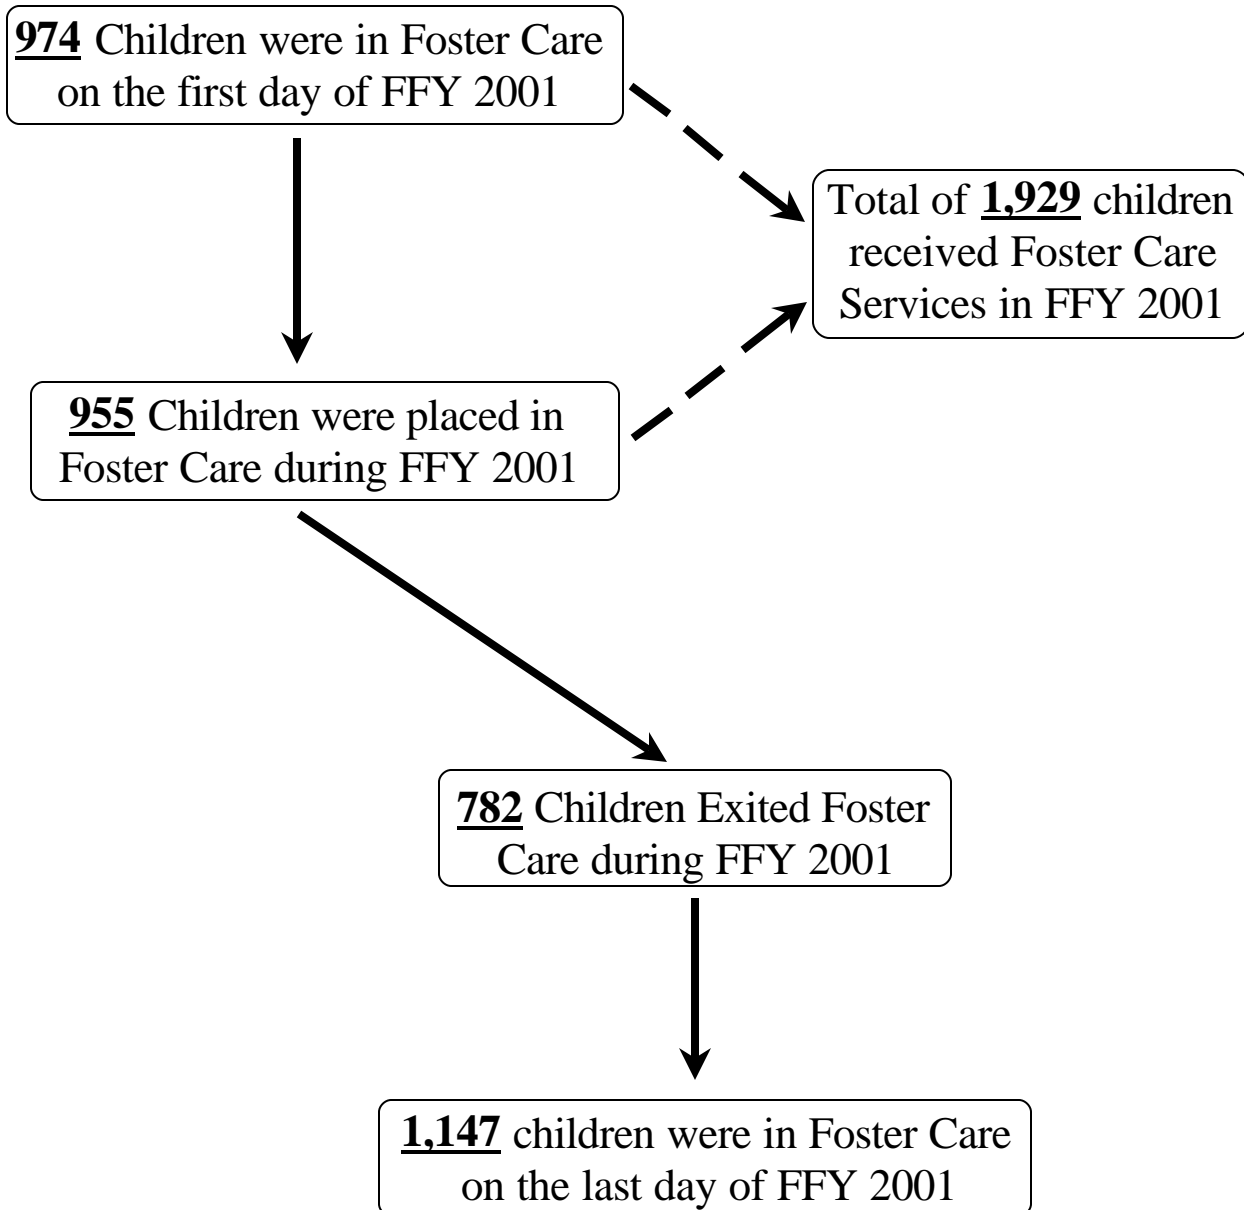 974 Children were in Foster Care
on the first day of FFY 2001
Total of 1,929 children
received Foster Care
Services in FFY 2001
955 Children were placed in
Foster Care during FFY 2001
782 Children Exited Foster
Care during FFY 2001
1,147 children were in Foster Care
on the last day of FFY 2001